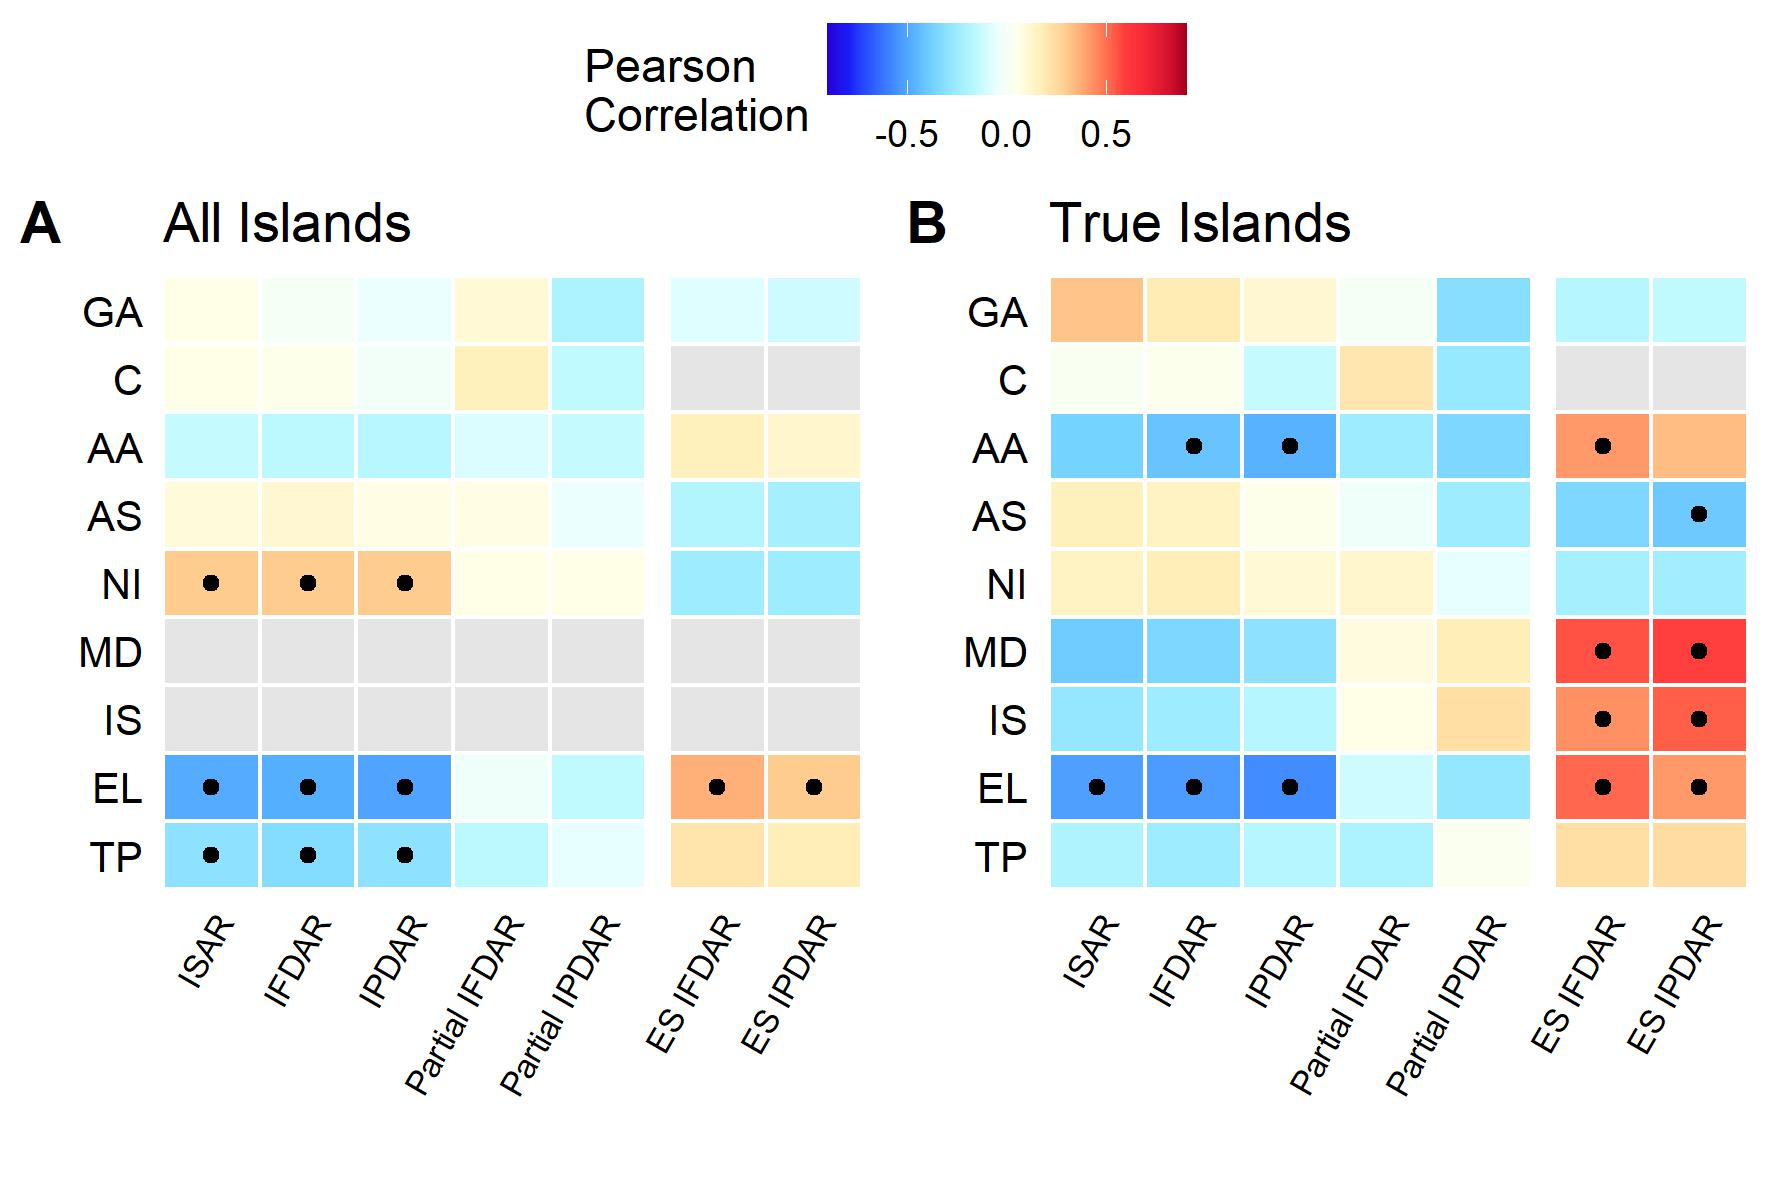 Pearson
Correlation
-0.5 0.0 0.5
A All Islands
B True Islands
GA
C
AA
AS
NI
MD
IS
EL
TP
ISAR IFDAR IPDAR Partial IFDAR Partial IPDAR ES IFDAR ES IPDAR
GA
C
AA
AS
NI
MD
IS
EL
TP
ISAR IFDAR IPDAR Partial IFDAR Partial IPDAR ES IFDAR ES IPDAR